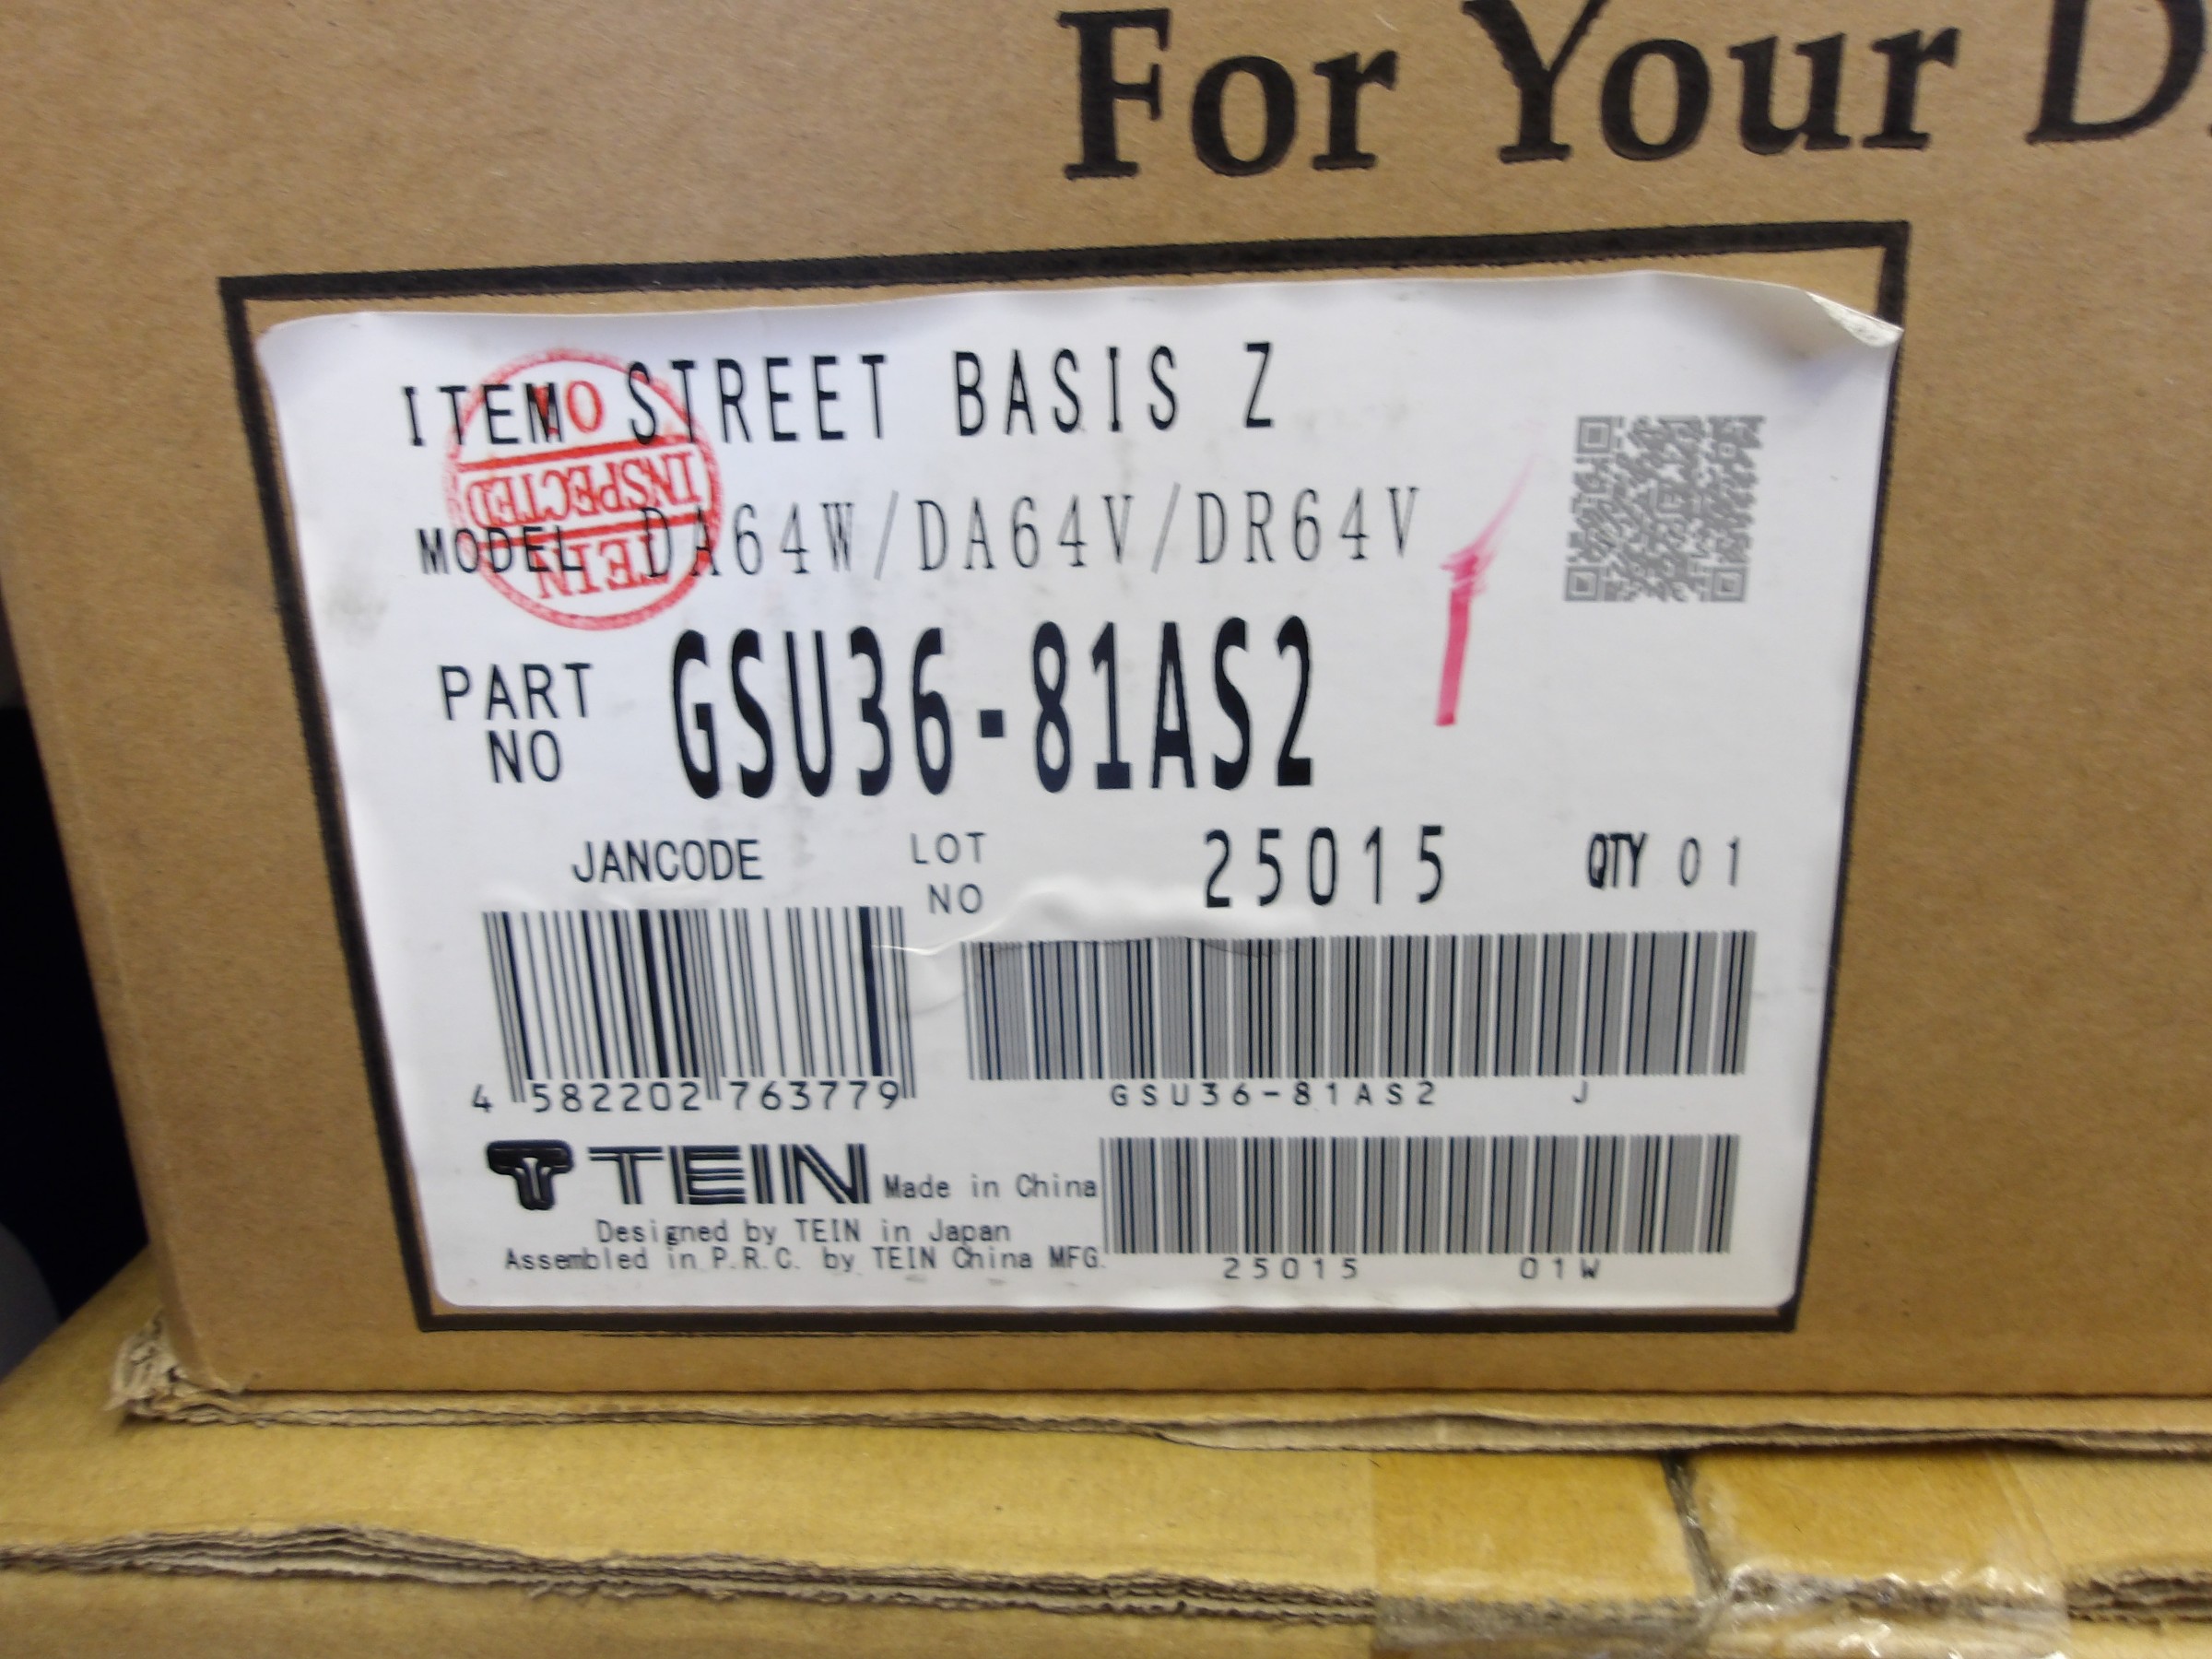 For Your
ITEM STREET BASIS Z
MODEL DA64W/DA64V/DR64V
TEIN
INSPECTED
PART NO GSU36-81AS2
JANCODE LOT NO 25015 QTY 01
4 582202 763779
GSU36-81AS2 J
TEIN Made in China
Designed by TEIN in Japan
Assembled in P.R.C. by TEIN China MFG.
25015 01W